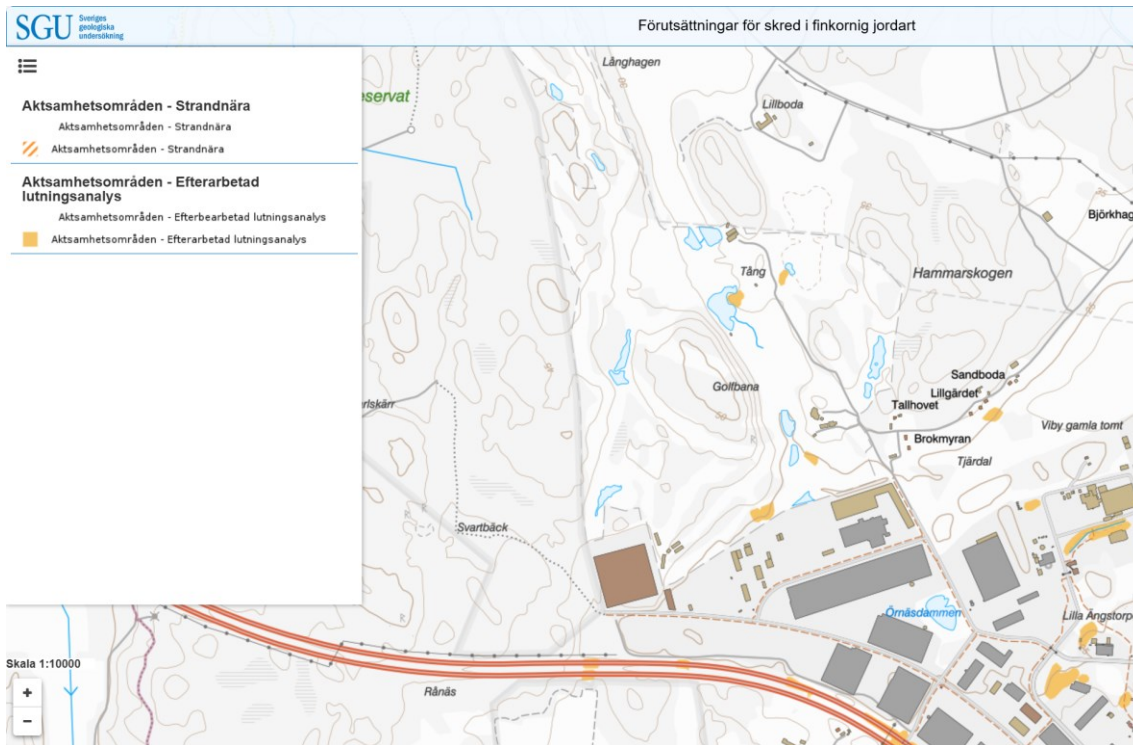 SGU Sveriges
geologiska
undersökning
Förutsättningar för skred i finkornig jordart
Aktsamhetsområden - Strandnära
Aktsamhetsområden - Strandnära
Aktsamhetsområden - Strandnära
Aktsamhetsområden - Efterarbetad
lutningsanalys
Aktsamhetsområden - Efterbearbetad lutningsanalys
Aktsamhetsområden - Efterarbetad lutningsanalys
Långhagen
Lillboda
servat
Björkhag
Tång
Hammarskogen
Golfbana
Sandboda
Lillgärdet
Tallhovet
rlskärr
Brokmyran
Viby gamla tomt
Tjärdal
Svartbäck
Örnäsdammen
Lilla Ängstorp
Skala 1:10000
+
−
Rånäs